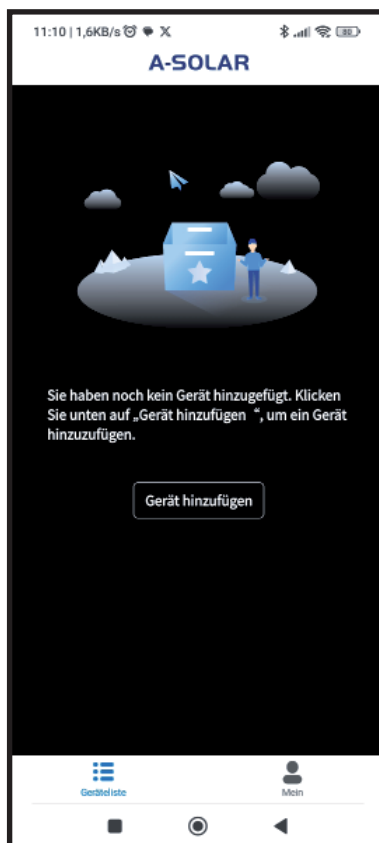 11:10 | 1,6KB/s
80
A-SOLAR
Sie haben noch kein Gerät hinzugefügt. Klicken
Sie unten auf „Gerät hinzufügen “, um ein Gerät
hinzuzufügen.
Gerät hinzufügen
Geräteliste
Mein